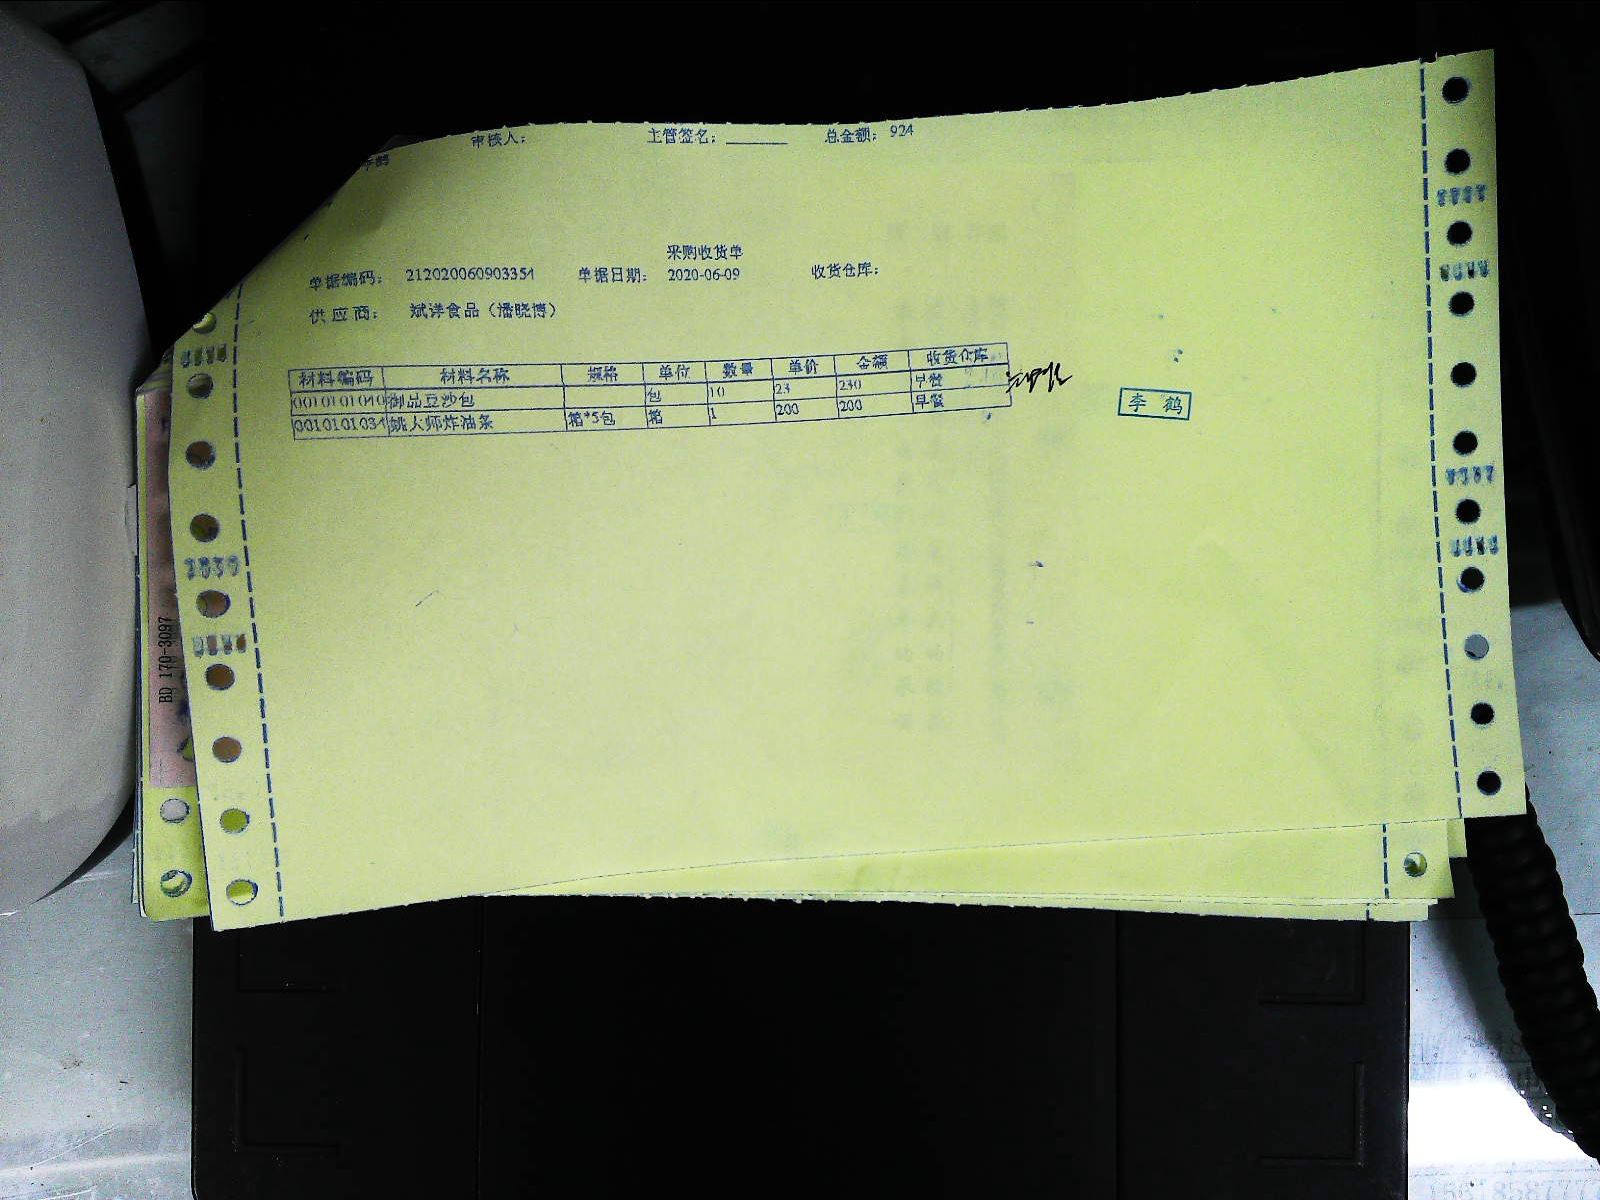 审核人: 主管签名: 总金额: 924
李鹤
采购收货单
单据编码: 212020060903354 单据日期: 2020-06-09 收货仓库:
供应商: 斌洋食品(潘晓博)
材料编码 材料名称 规格 单位 数量 单价 金额 收货仓库
0010101040 御品豆沙包 包 10 23 230 早餐
0010101034 姚大师炸油条 箱*5包 箱 1 200 200 早餐
李鹤
BD 170-3097